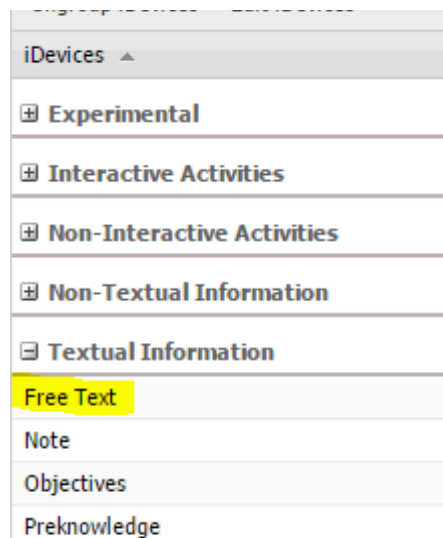 iDevices
Experimental
Interactive Activities
Non-Interactive Activities
Non-Textual Information
Textual Information
Free Text
Note
Objectives
Preknowledge